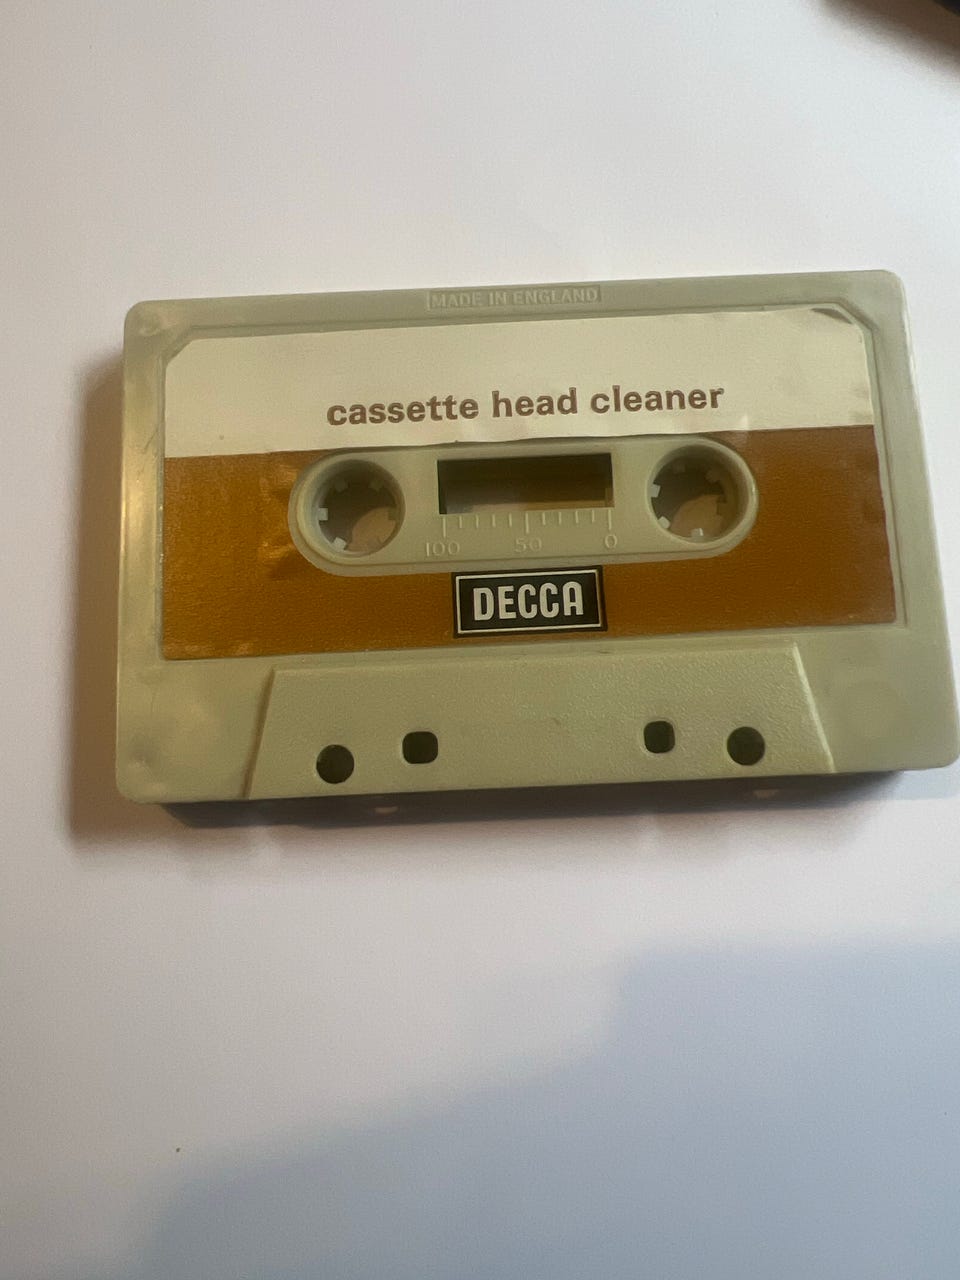 MADE IN ENGLAND
cassette head cleaner
100 50 0
DECCA